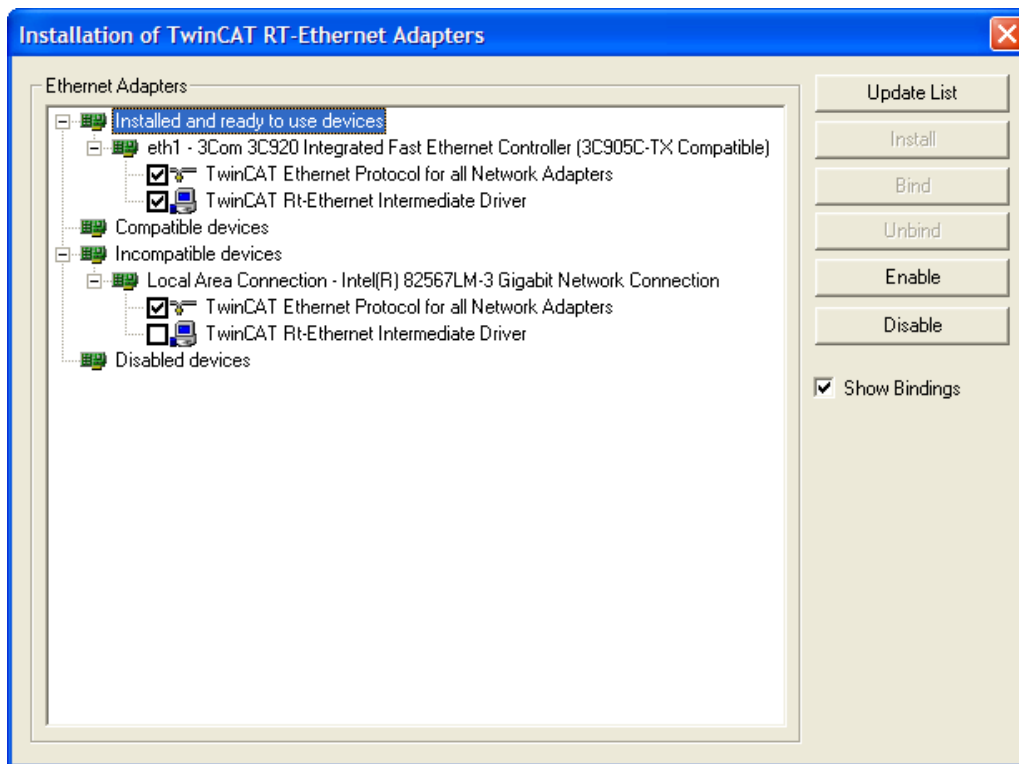 Installation of TwinCAT RT-Ethernet Adapters
Ethernet Adapters
Installed and ready to use devices
eth1 - 3Com 3C920 Integrated Fast Ethernet Controller (3C905C-TX Compatible)
TwinCAT Ethernet Protocol for all Network Adapters
TwinCAT Rt-Ethernet Intermediate Driver
Compatible devices
Incompatible devices
Local Area Connection - Intel(R) 82567LM-3 Gigabit Network Connection
TwinCAT Ethernet Protocol for all Network Adapters
TwinCAT Rt-Ethernet Intermediate Driver
Disabled devices
Update List
Install
Bind
Unbind
Enable
Disable
Show Bindings